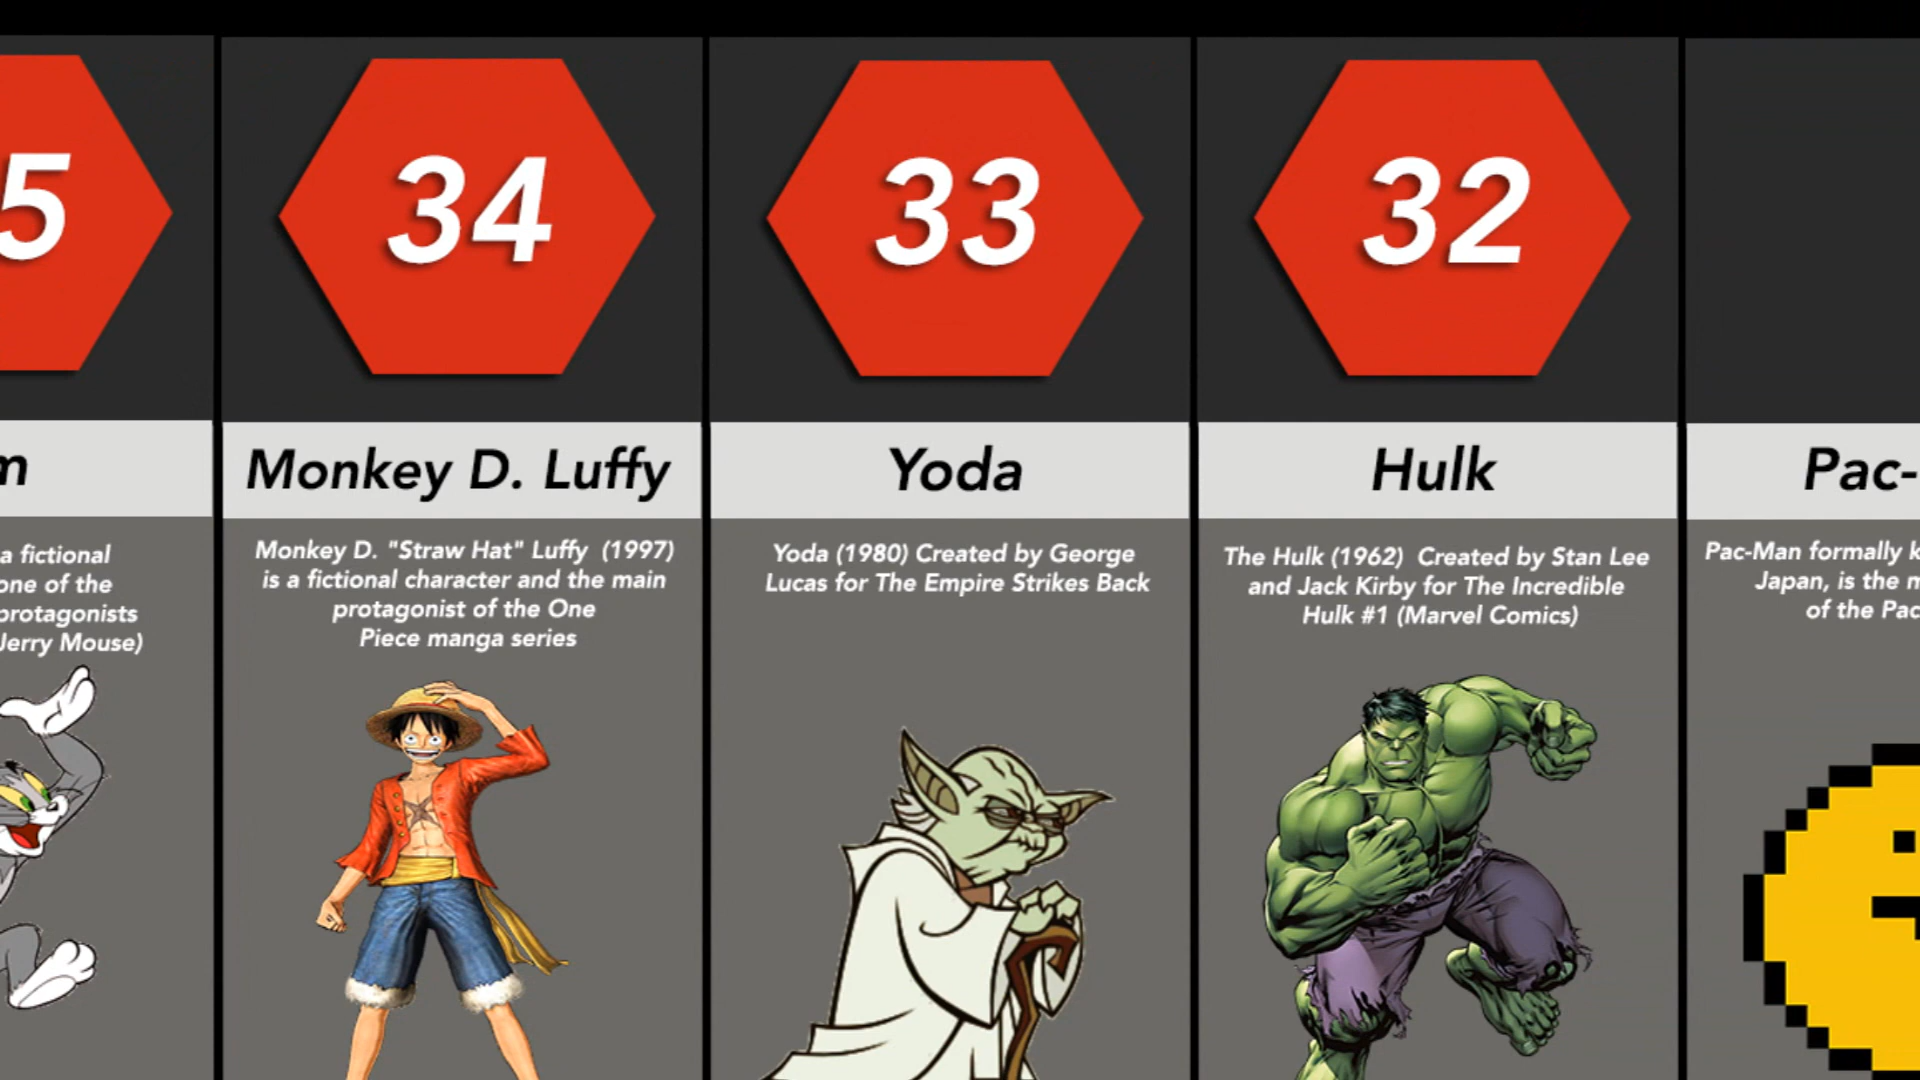 5
m
a fictional
one of the
protagonists
Jerry Mouse)
34
Monkey D. Luffy
Monkey D. "Straw Hat" Luffy (1997)
is a fictional character and the main
protagonist of the One
Piece manga series
33
Yoda
Yoda (1980) Created by George
Lucas for The Empire Strikes Back
32
Hulk
The Hulk (1962) Created by Stan Lee
and Jack Kirby for The Incredible
Hulk #1 (Marvel Comics)
Pac-
Pac-Man formally k
Japan, is the m
of the Pac